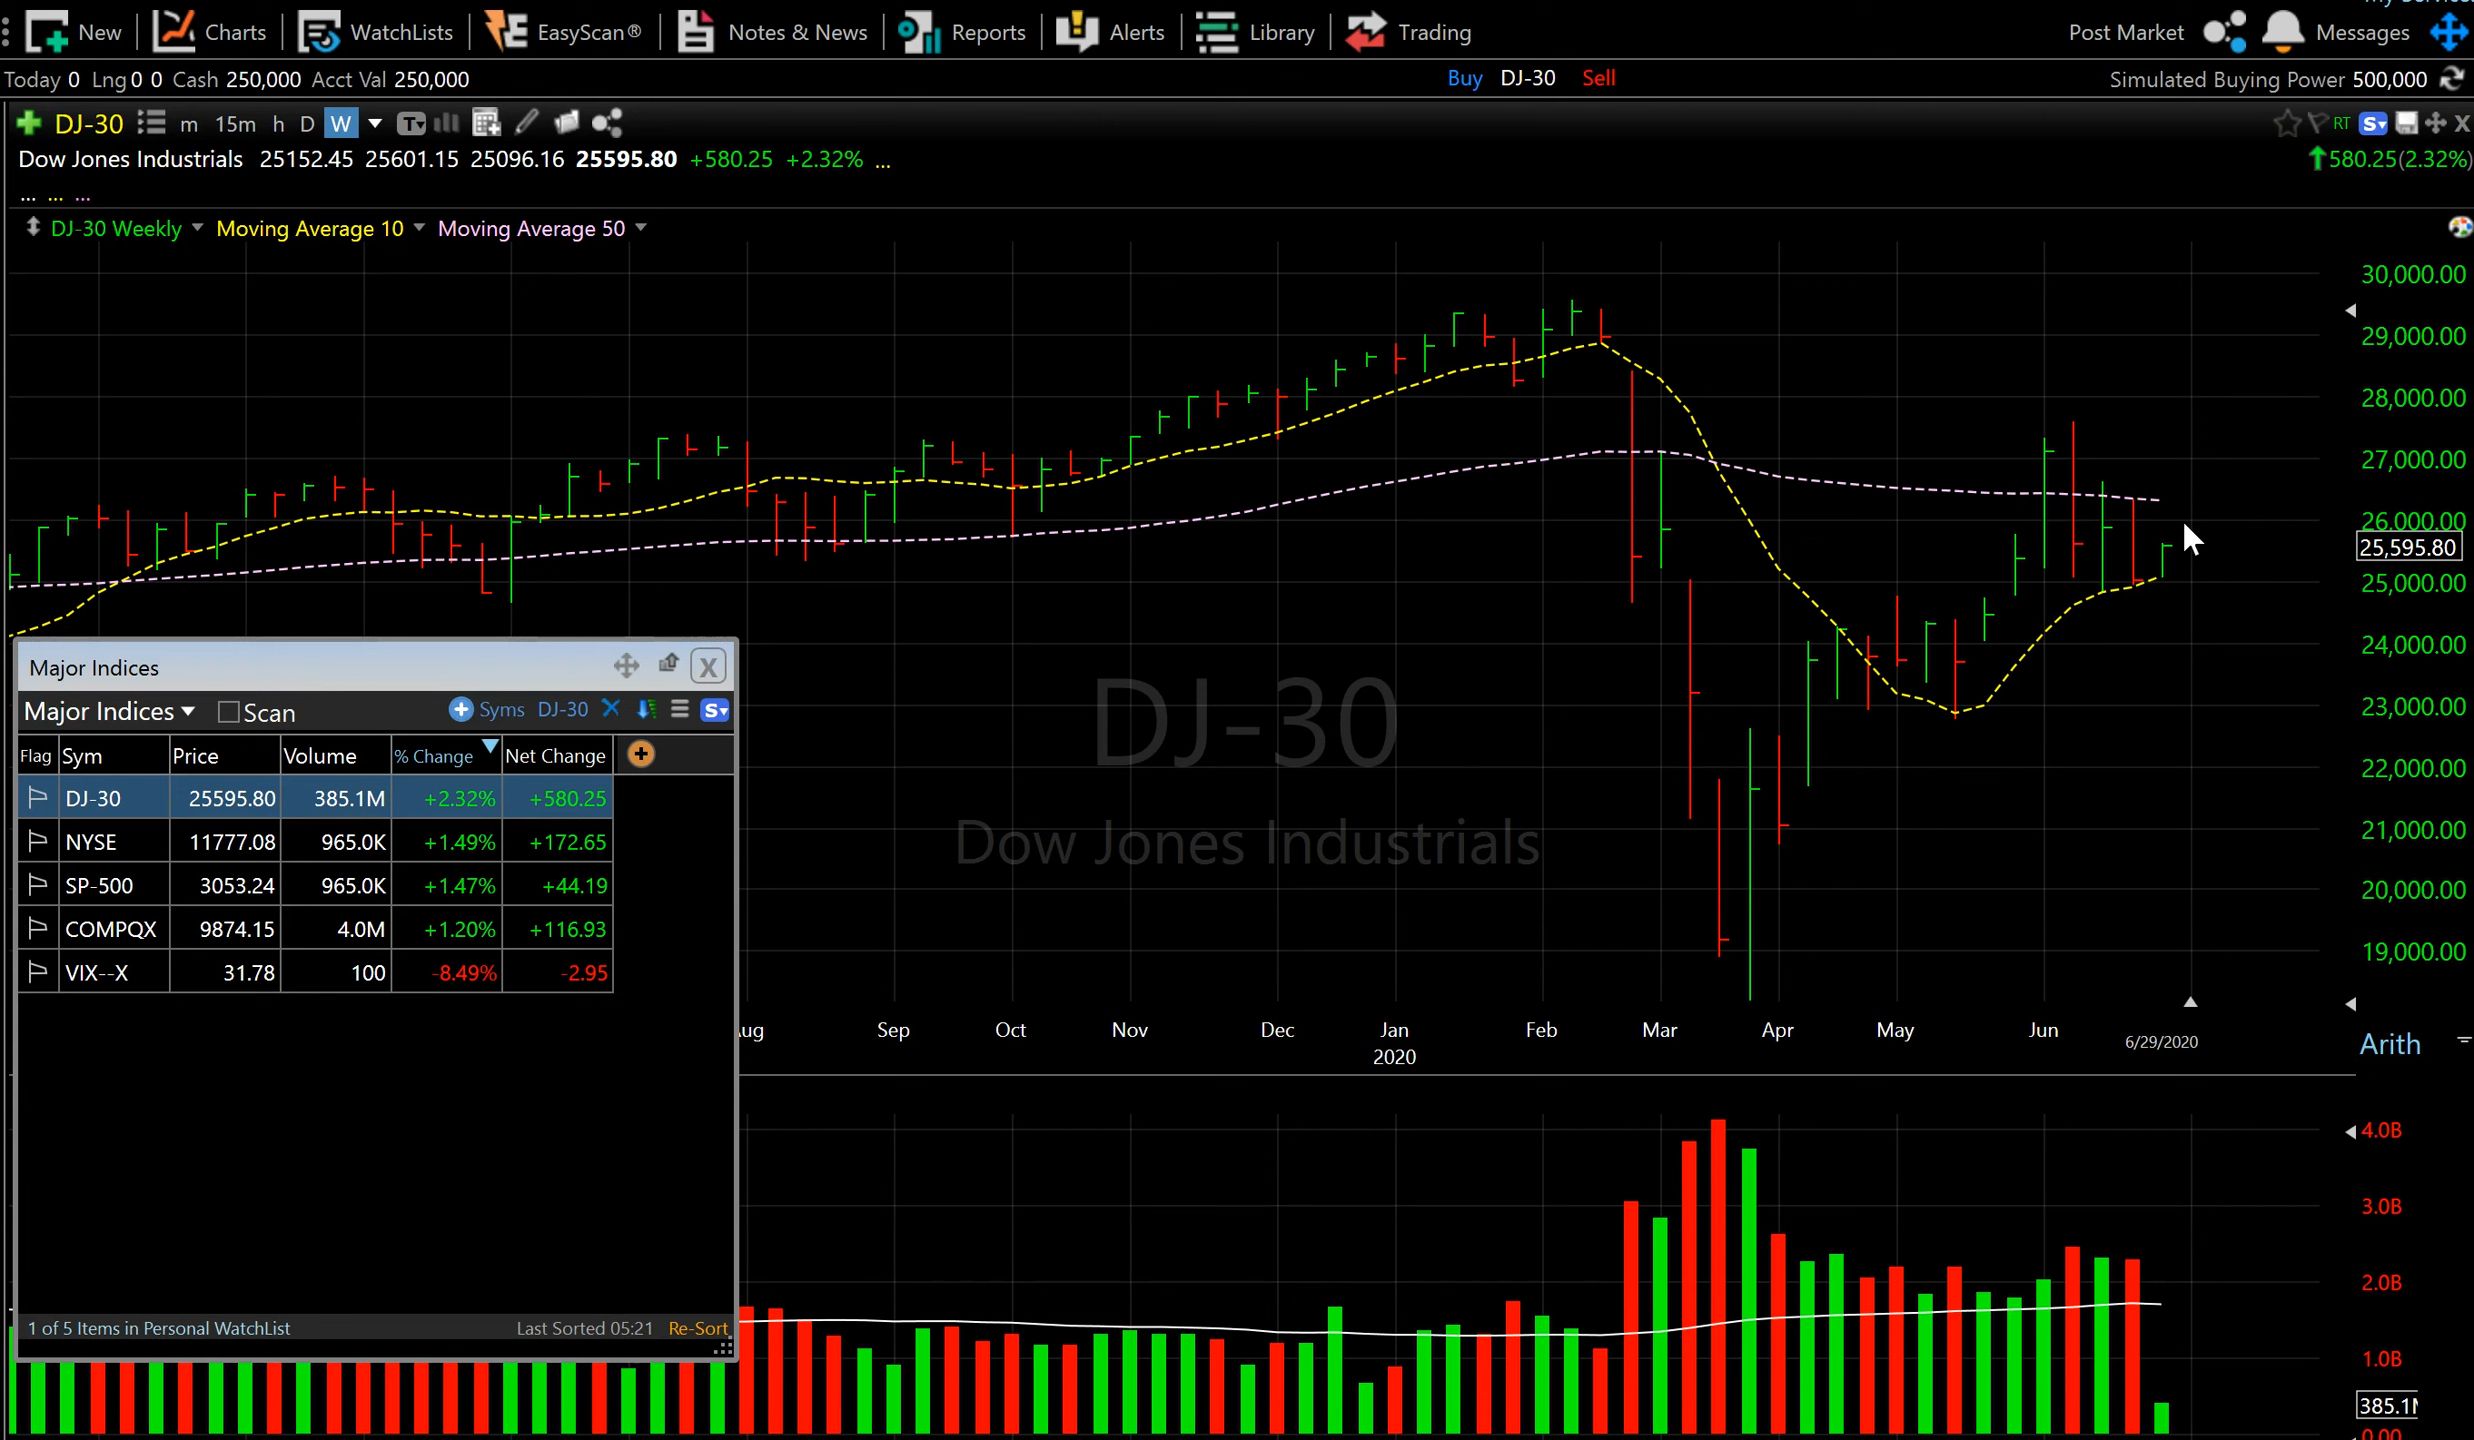 New Charts WatchLists EasyScan® Notes & News Reports Alerts Library Trading Post Market Messages
Today 0 Lng 0 0 Cash 250,000 Acct Val 250,000 Buy DJ-30 Sell Simulated Buying Power 500,000
DJ-30 m 15m h D W T RT S
Dow Jones Industrials 25152.45 25601.15 25096.16 25595.80 +580.25 +2.32% ... 580.25(2.32%)
... ... ...
DJ-30 Weekly Moving Average 10 Moving Average 50
30,000.00
29,000.00
28,000.00
27,000.00
26,000.00
25,595.80
25,000.00
24,000.00
23,000.00
22,000.00
21,000.00
20,000.00
19,000.00
DJ-30
Dow Jones Industrials
Major Indices X
Major Indices Scan Syms DJ-30 S
Flag Sym Price Volume % Change Net Change
DJ-30 25595.80 385.1M +2.32% +580.25
NYSE 11777.08 965.0K +1.49% +172.65
SP-500 3053.24 965.0K +1.47% +44.19
COMPQX 9874.15 4.0M +1.20% +116.93
VIX--X 31.78 100 -8.49% -2.95
1 of 5 Items in Personal WatchList Last Sorted 05:21 Re-Sort
Sep Oct Nov Dec Jan Feb Mar Apr May Jun
2020 6/29/2020
Arith
4.0B
3.0B
2.0B
1.0B
385.1
0.00